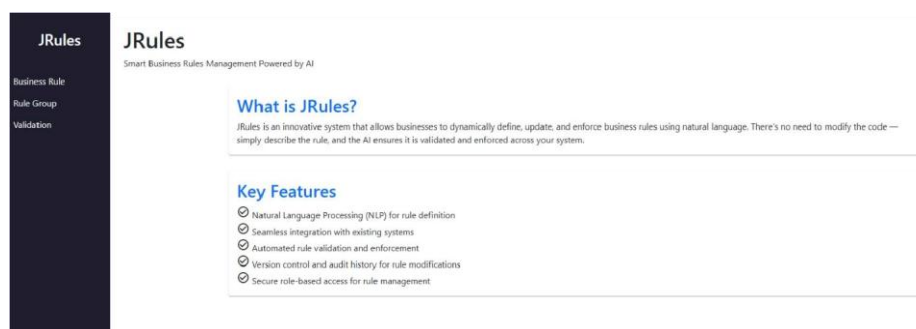 JRules
Business Rule
Rule Group
Validation
JRules
Smart Business Rules Management Powered by AI
What is JRules?
JRules is an innovative system that allows businesses to dynamically define, update, and enforce business rules using natural language. There's no need to modify the code —
simply describe the rule, and the AI ensures it is validated and enforced across your system.
Key Features
Natural Language Processing (NLP) for rule definition
Seamless integration with existing systems
Automated rule validation and enforcement
Version control and audit history for rule modifications
Secure role-based access for rule management